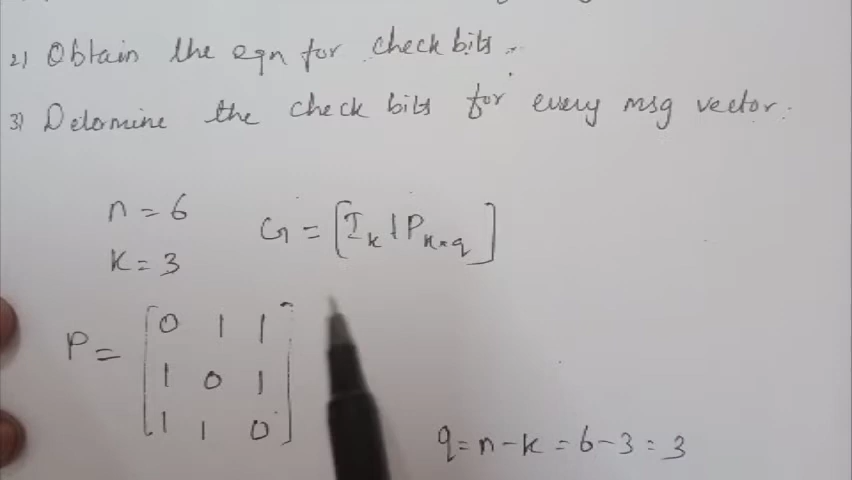 2) Obtain the eqn for check bits.
3) Determine the check bits for every msg vector.
n = 6
G = [I_k | P_{k×q}]
k = 3
P = [0 1 1
1 0 1
1 1 0]
q = n - k = 6 - 3 = 3